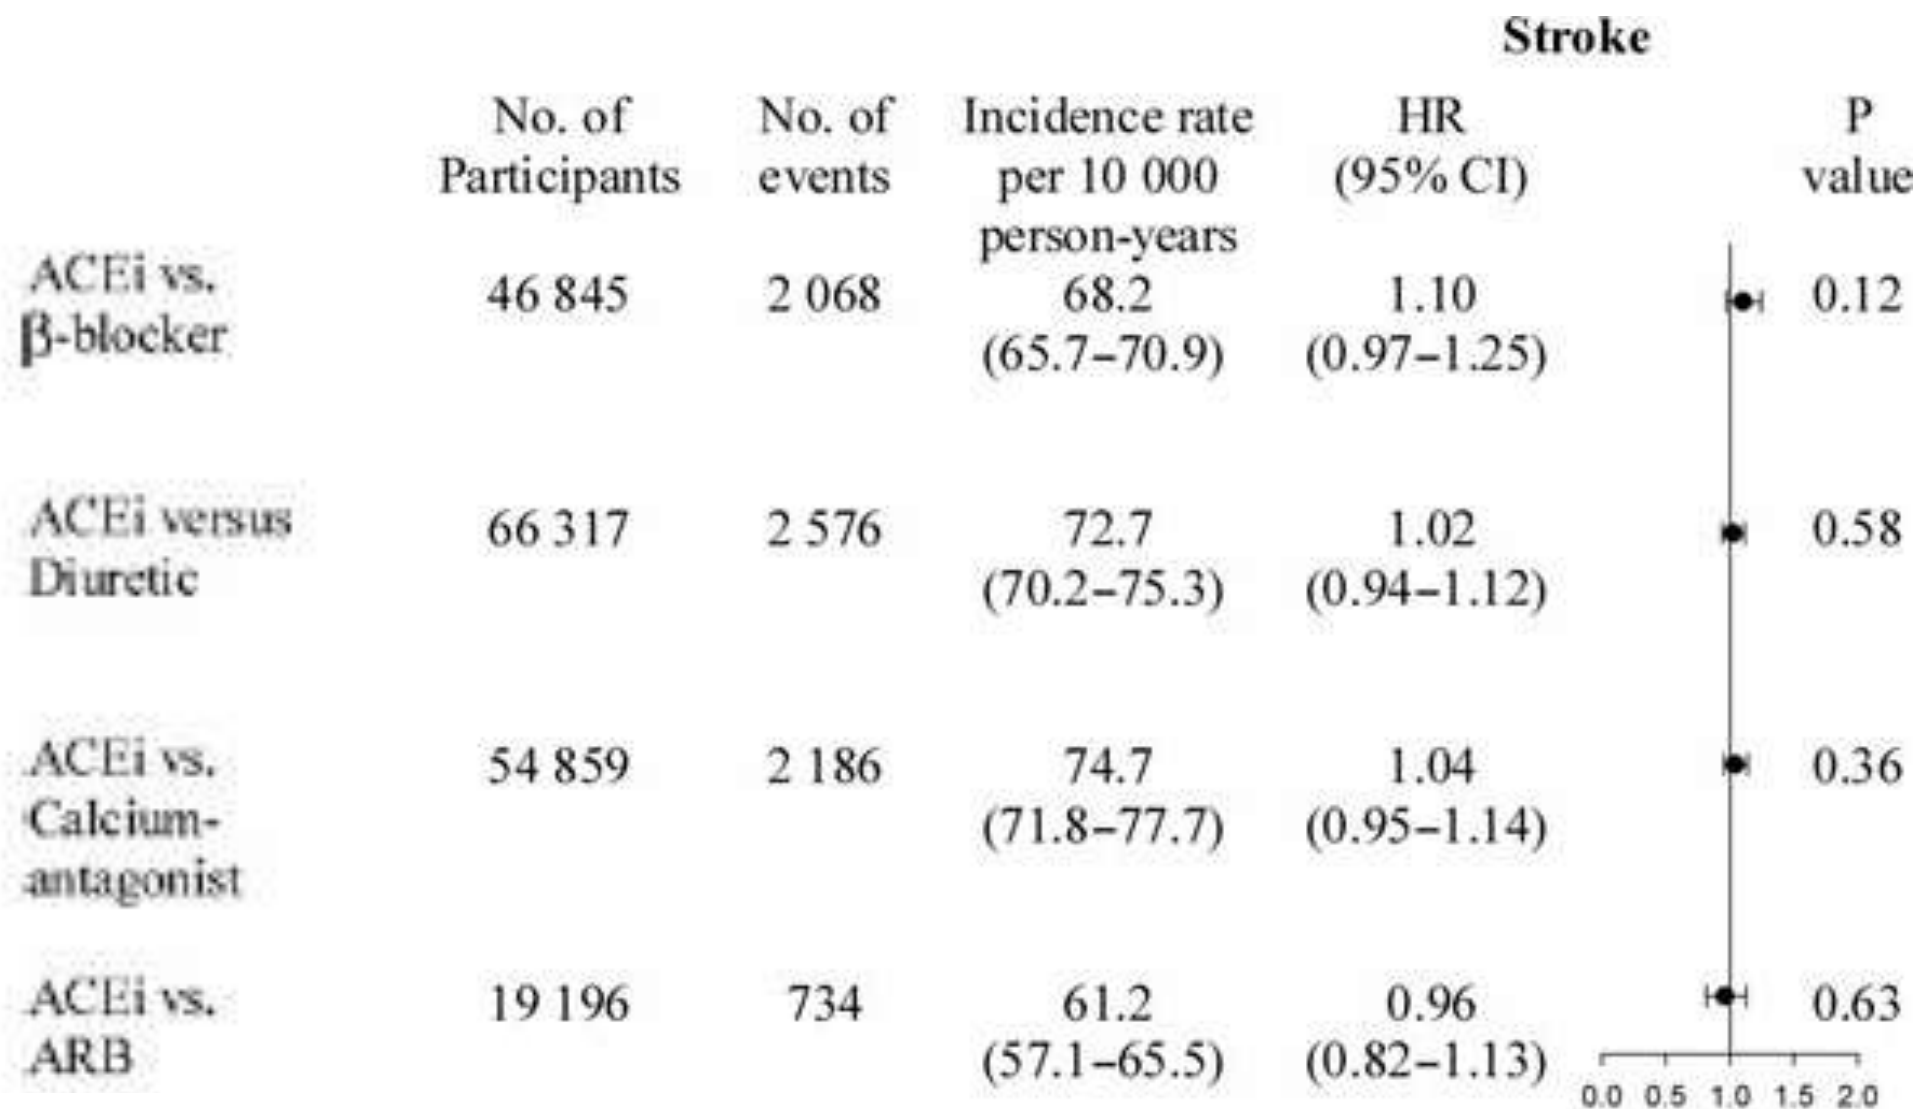 Stroke
No. of No. of Incidence rate HR P
Participants events per 10 000 (95% CI) value
person-years
ACEi vs. 46 845 2 068 68.2 1.10 0.12
β-blocker (65.7–70.9) (0.97–1.25)
ACEi versus 66 317 2 576 72.7 1.02 0.58
Diuretic (70.2–75.3) (0.94–1.12)
ACEi vs. 54 859 2 186 74.7 1.04 0.36
Calcium- (71.8–77.7) (0.95–1.14)
antagonist
ACEi vs. 19 196 734 61.2 0.96 0.63
ARB (57.1–65.5) (0.82–1.13)
0.0 0.5 1.0 1.5 2.0